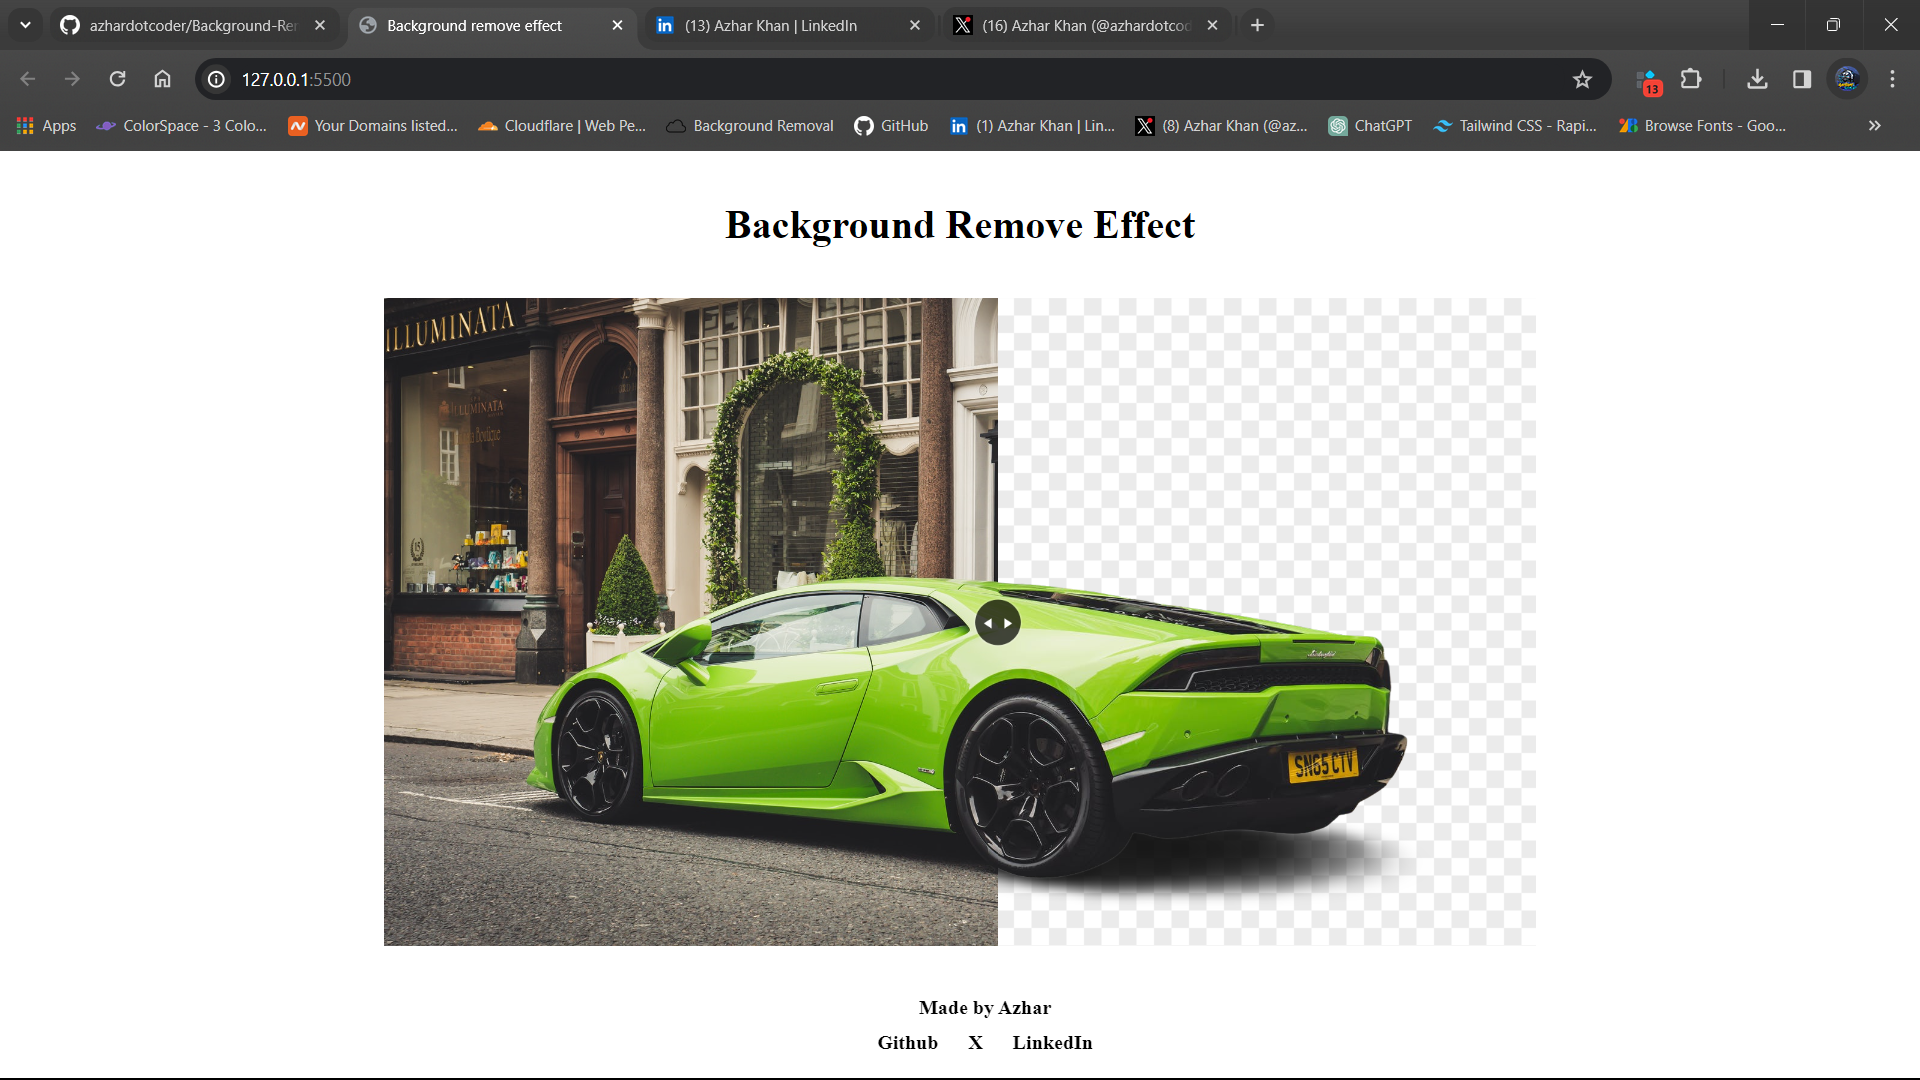 azhardotcoder/Background-Rem
Background remove effect
(13) Azhar Khan | LinkedIn
(16) Azhar Khan (@azhardotcod
127.0.0.1:5500
13
Apps
ColorSpace - 3 Colo...
Your Domains listed...
Cloudflare | Web Pe...
Background Removal
GitHub
(1) Azhar Khan | Lin...
(8) Azhar Khan (@az...
ChatGPT
Tailwind CSS - Rapi...
Browse Fonts - Goo...
Background Remove Effect
ILLUMINATA
ILLUMINATA
Boutique
SN65 CTV
Made by Azhar
Github X LinkedIn